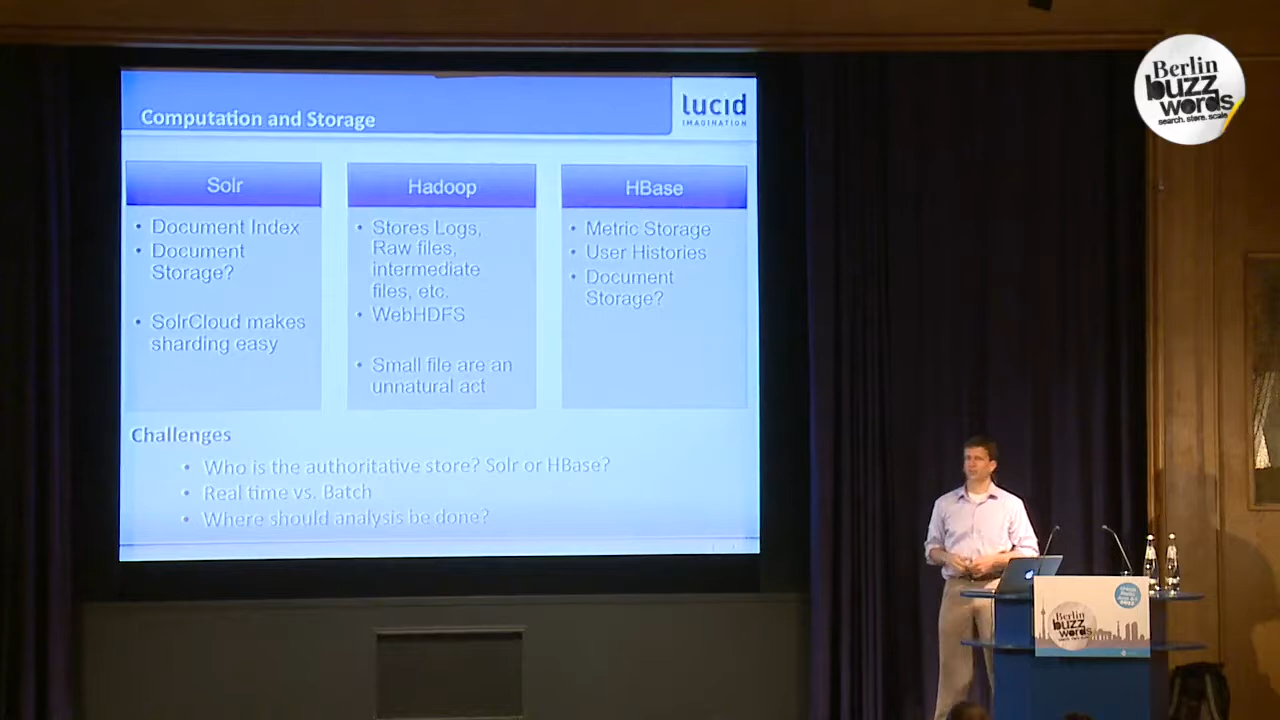 Berlin
buzz
words
search. store. scale
Computation and Storage
lucid
IMAGINATION
Solr
• Document Index
• Document
Storage?
• SolrCloud makes
sharding easy
Hadoop
• Stores Logs,
Raw files,
intermediate
files, etc.
• WebHDFS
• Small file are an
unnatural act
HBase
• Metric Storage
• User Histories
• Document
Storage?
Challenges
• Who is the authoritative store? Solr or HBase?
• Real time vs. Batch
• Where should analysis be done?
Berlin
buzz
words